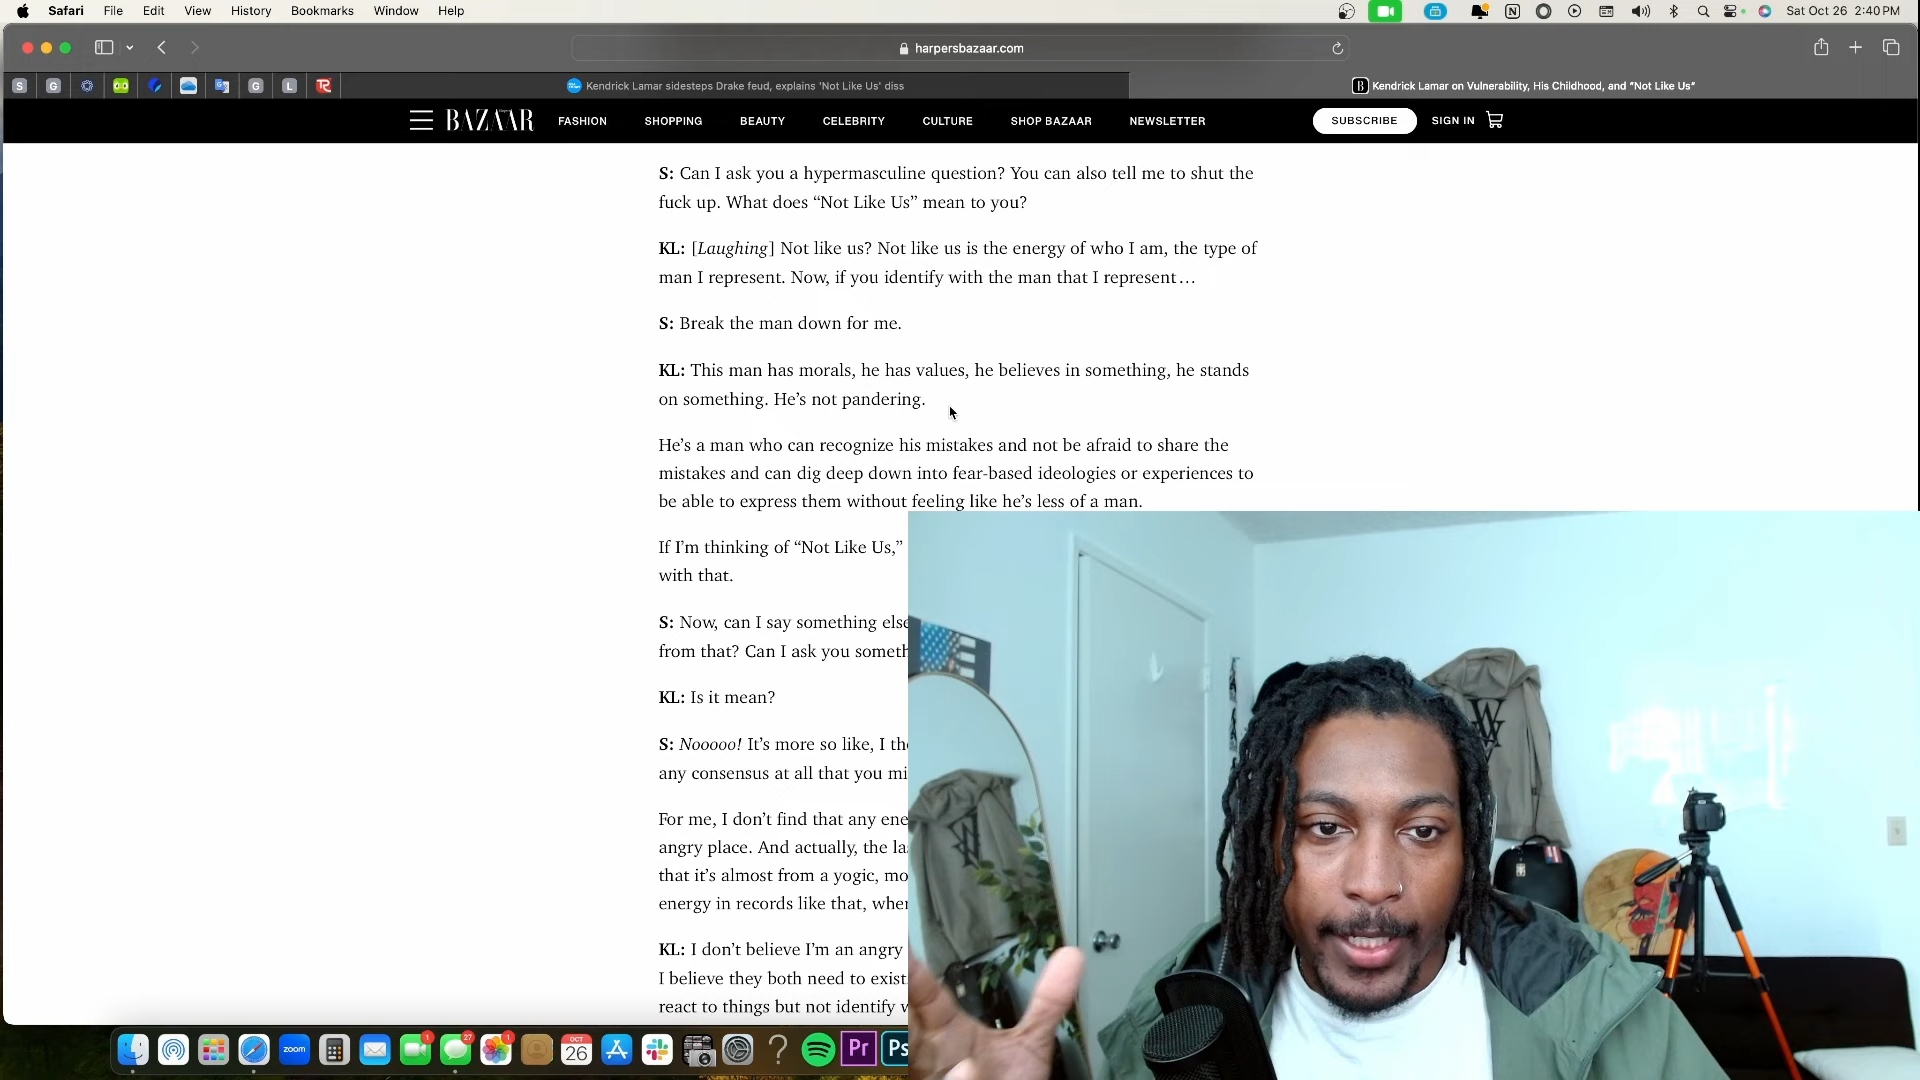 Safari File Edit View History Bookmarks Window Help Sat Oct 26 2:40 PM
harpersbazaar.com
S G G L Kendrick Lamar sidesteps Drake feud, explains 'Not Like Us' diss Kendrick Lamar on Vulnerability, His Childhood, and “Not Like Us”
BAZAAR FASHION SHOPPING BEAUTY CELEBRITY CULTURE SHOP BAZAAR NEWSLETTER SUBSCRIBE SIGN IN
S: Can I ask you a hypermasculine question? You can also tell me to shut the
fuck up. What does “Not Like Us” mean to you?
KL: [Laughing] Not like us? Not like us is the energy of who I am, the type of
man I represent. Now, if you identify with the man that I represent…
S: Break the man down for me.
KL: This man has morals, he has values, he believes in something, he stands
on something. He’s not pandering.
He’s a man who can recognize his mistakes and not be afraid to share the
mistakes and can dig deep down into fear-based ideologies or experiences to
be able to express them without feeling like he’s less of a man.
If I’m thinking of “Not Like Us,”
with that.
S: Now, can I say something else
from that? Can I ask you someth
KL: Is it mean?
S: Nooooo! It’s more so like, I the
any consensus at all that you mi
For me, I don’t find that any ene
angry place. And actually, the la
that it’s almost from a yogic, mo
energy in records like that, wher
KL: I don’t believe I’m an angry
I believe they both need to exist
react to things but not identify w
zoom 1 27 1 OCT 26 Pr Ps